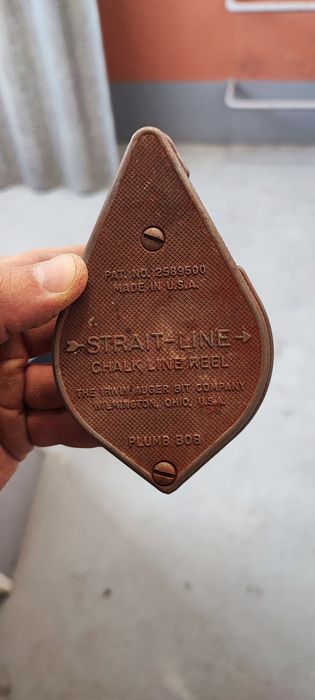 PAT. NO. 2589500
MADE IN U.S.A.
STRAIT-LINE
CHALK LINE REEL
THE IRWIN AUGER BIT COMPANY
WILMINGTON, OHIO, U.S.A.
PLUMB BOB